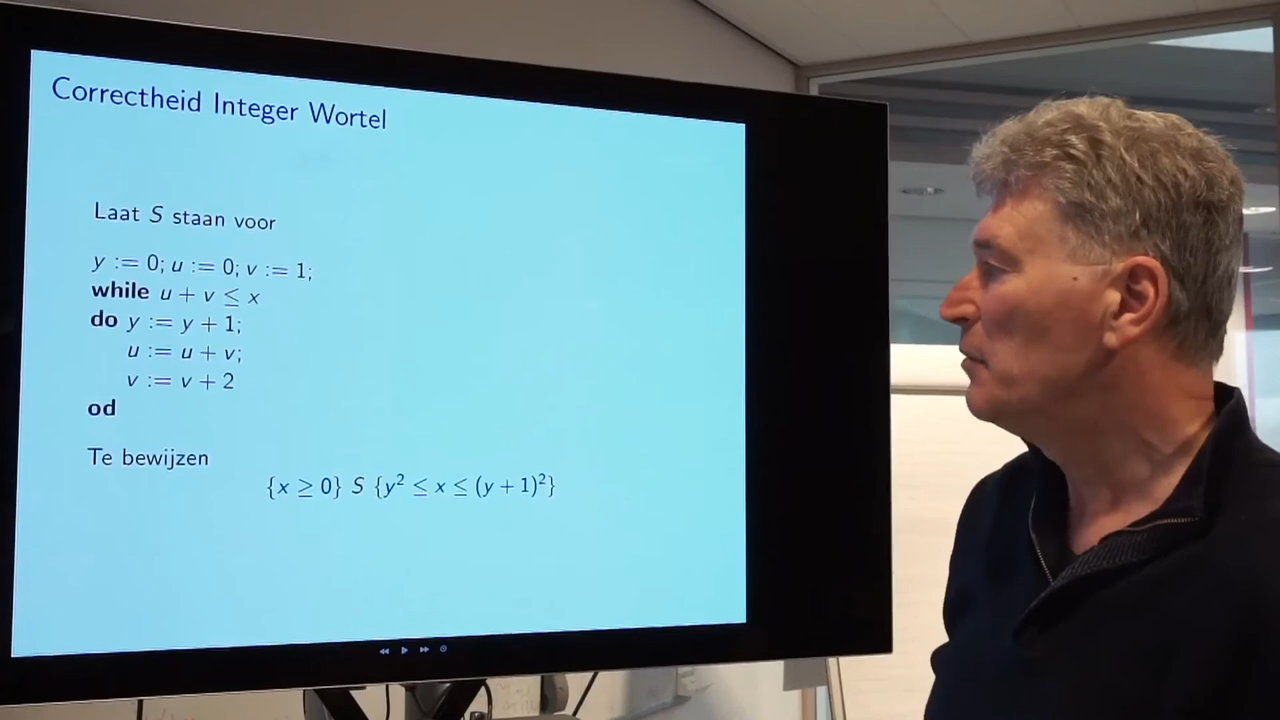 Correctheid Integer Wortel
Laat S staan voor
y := 0; u := 0; v := 1;
while u + v ≤ x
do y := y + 1;
u := u + v;
v := v + 2
od
Te bewijzen
{x ≥ 0} S {y² ≤ x ≤ (y + 1)²}